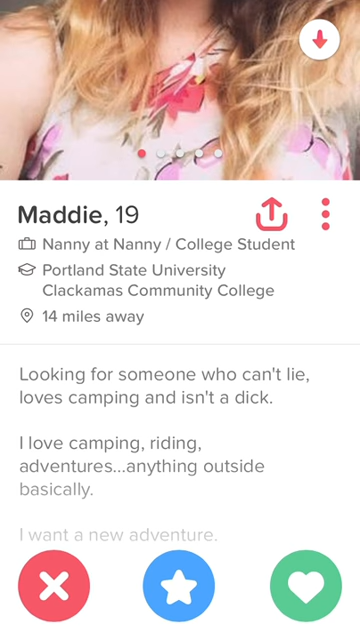 Maddie, 19
Nanny at Nanny / College Student
Portland State University
Clackamas Community College
14 miles away
Looking for someone who can't lie,
loves camping and isn't a dick.
I love camping, riding,
adventures...anything outside
basically.
I want a new adventure.